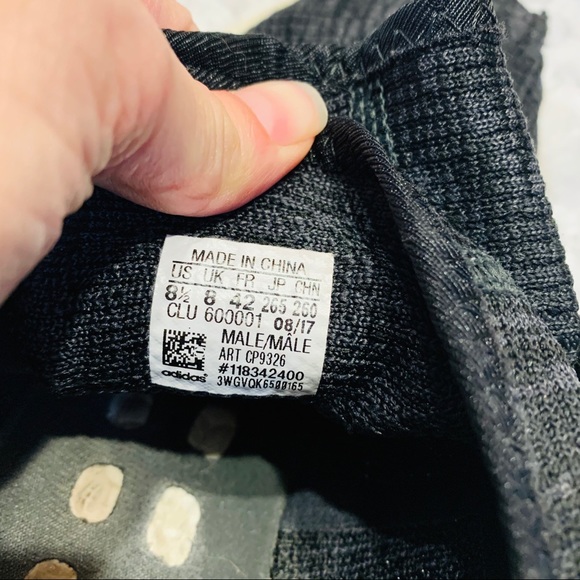 MADE IN CHINA
US UK FR JP CHN
8½ 8 42 265 260
CLU 600001 08/17
MALE/MÂLE
ART CP9326
#118342400
adidas 3WGVQK6500165